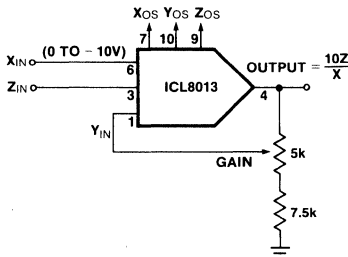 XOS YOS ZOS
7 10 9
XIN (0 TO – 10V) 6
ZIN 3
YIN 1
ICL8013
4
OUTPUT = 10Z/X
GAIN
5k
7.5k